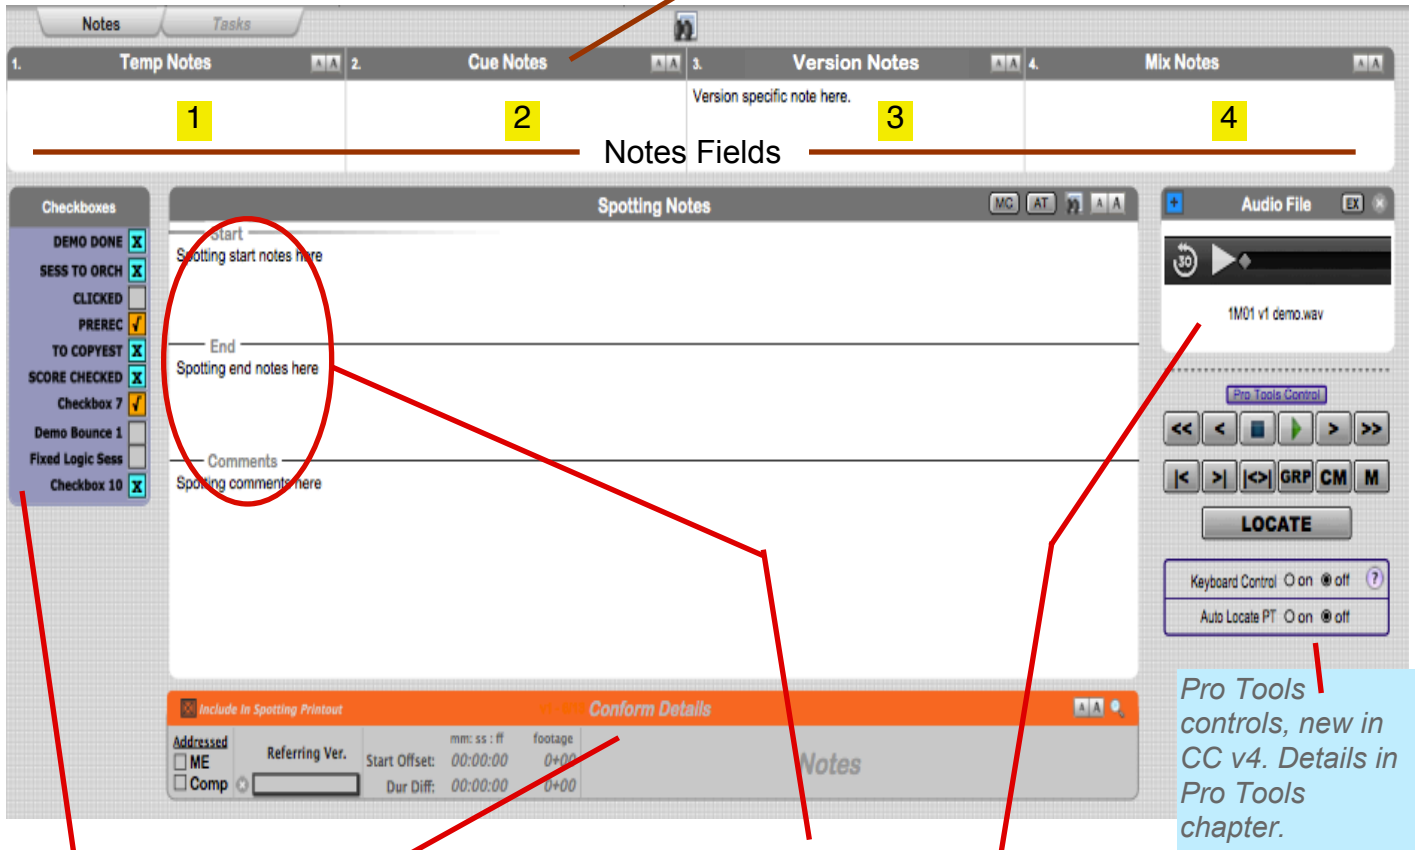 Notes
Tasks
1. Temp Notes A A 2. Cue Notes A A 3. Version Notes A A 4. Mix Notes A A
Version specific note here.
1 2 3 4
Notes Fields
Checkboxes
DEMO DONE X
SESS TO ORCH X
CLICKED
PREREC √
TO COPYEST X
SCORE CHECKED X
Checkbox 7 √
Demo Bounce 1
Fixed Logic Sess
Checkbox 10 X
Spotting Notes MC AT A A
Start
Spotting start notes here
End
Spotting end notes here
Comments
Spotting comments here
Audio File EX
30
1M01 v1 demo.wav
Pro Tools Control
<< < > >>
|< >| |<>| GRP CM M
LOCATE
Keyboard Control on off ?
Auto Locate PT on off
Pro Tools
controls, new in
CC v4. Details in
Pro Tools
chapter.
Include In Spotting Printout Conform Details A A
Addressed
ME
Comp
Referring Ver.
mm: ss : ff footage
Start Offset: 00:00:00 0+00
Dur Diff: 00:00:00 0+00
Notes